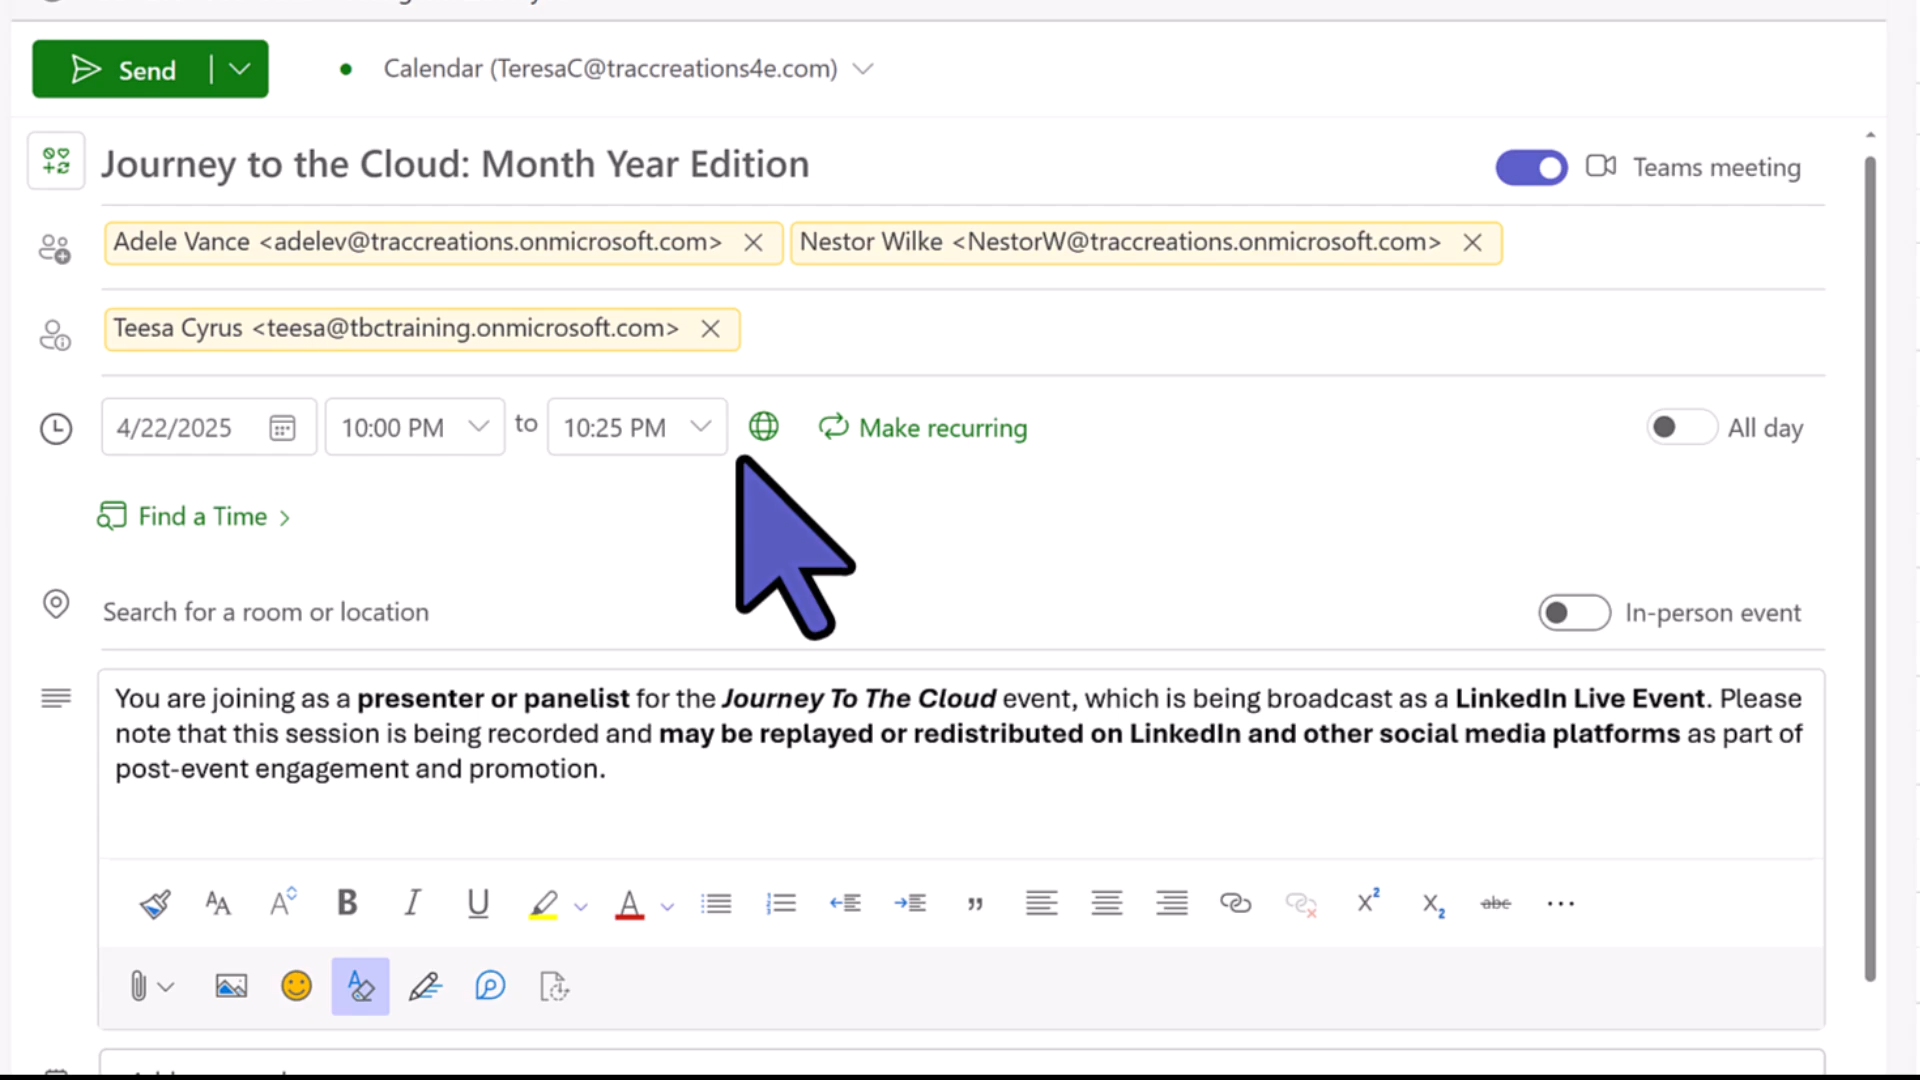 Send
Calendar (TeresaC@traccreations4e.com)
Journey to the Cloud: Month Year Edition
Teams meeting
Adele Vance <adelev@traccreations.onmicrosoft.com>
Nestor Wilke <NestorW@traccreations.onmicrosoft.com>
Teesa Cyrus <teesa@tbctraining.onmicrosoft.com>
4/22/2025 10:00 PM to 10:25 PM Make recurring All day
Find a Time
Search for a room or location
In-person event
You are joining as a presenter or panelist for the Journey To The Cloud event, which is being broadcast as a LinkedIn Live Event. Please
note that this session is being recorded and may be replayed or redistributed on LinkedIn and other social media platforms as part of
post-event engagement and promotion.